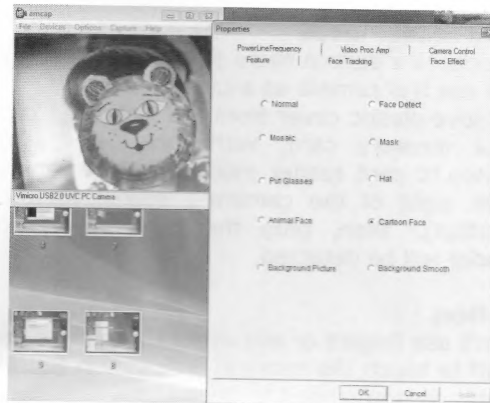 amcap
File Devices Options Capture Help
Vimicro USB2.0 UVC PC Camera
9
8
Properties
PowerLineFrequency Video Proc Amp Camera Control
Feature Face Tracking Face Effect
Normal Face Detect
Mosaic Mask
Put Glasses Hat
Animal Face Cartoon Face
Background Picture Background Smooth
OK Cancel